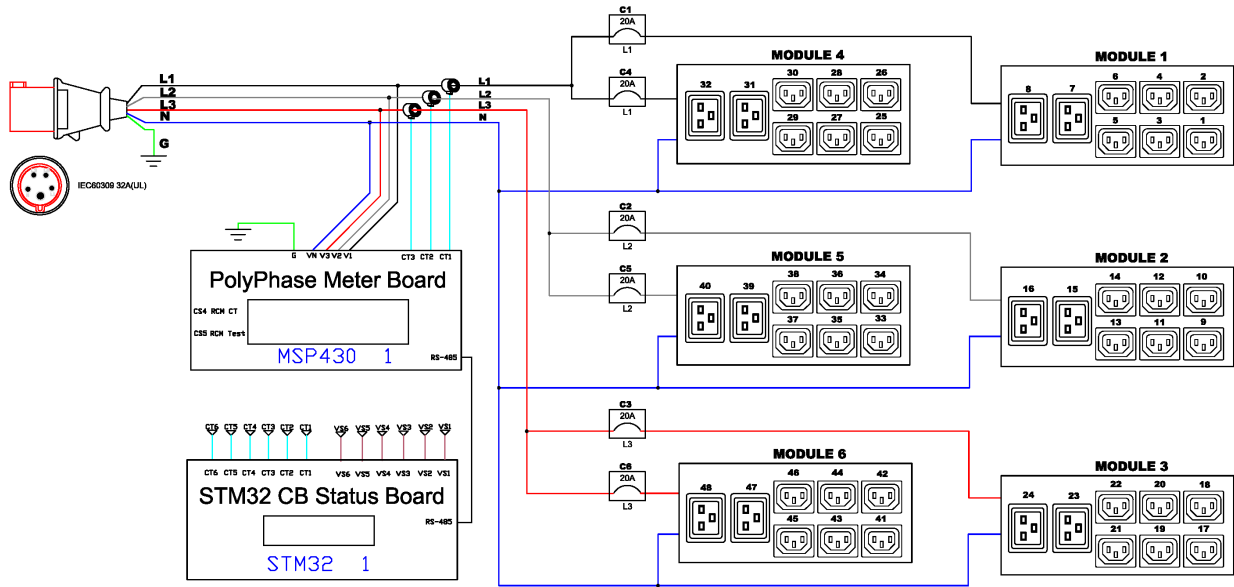 C1
20A
L1
C4
20A
L1
L1
L2
L3
N
G
L1
L2
L3
N
IEC60309 32A(UL)
MODULE 4
32 31 30 28 26
29 27 25
MODULE 1
8 7 6 4 2
5 3 1
C2
20A
L2
C5
20A
L2
MODULE 5
40 39 38 36 34
37 35 33
MODULE 2
16 15 14 12 10
13 11 9
C3
20A
L3
C6
20A
L3
MODULE 6
48 47 46 44 42
45 43 41
MODULE 3
24 23 22 20 18
21 19 17
G VN V3 V2 V1 CT3 CT2 CT1
PolyPhase Meter Board
CS4 RCM CT
CS5 RCM Test
MSP430 1
RS-485
CT6 CT5 CT4 CT3 CT2 CT1 VS6 VS5 VS4 VS3 VS2 VS1
CT6 CT5 CT4 CT3 CT2 CT1 VS6 VS5 VS4 VS3 VS2 VS1
STM32 CB Status Board
RS-485
STM32 1